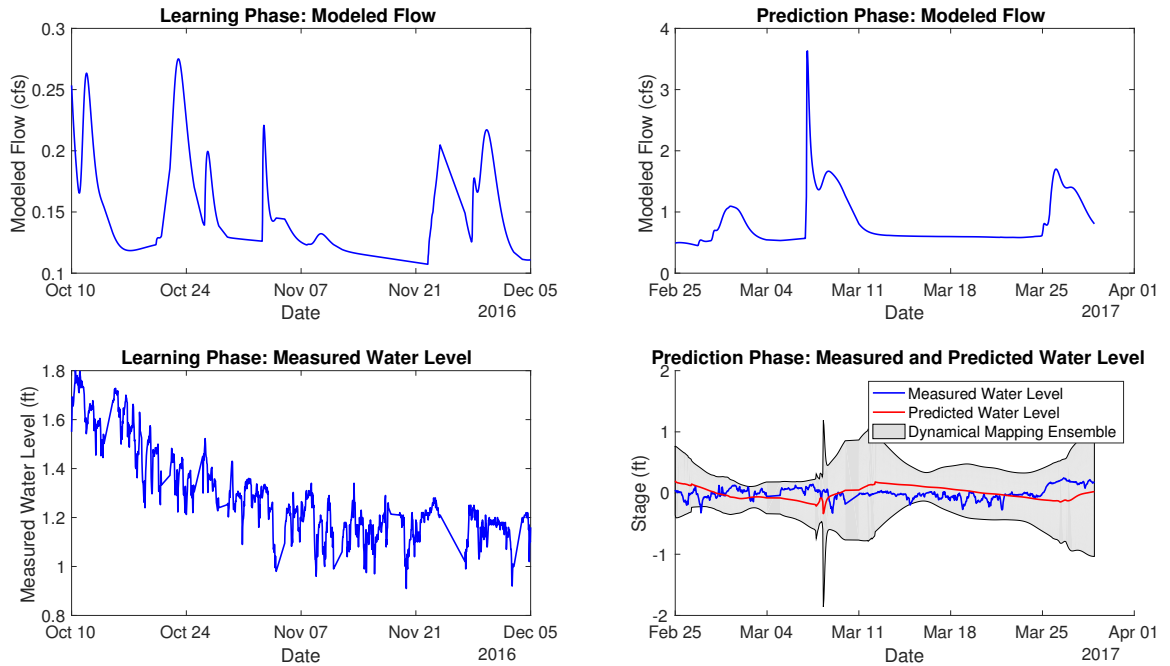 Learning Phase: Modeled Flow
Modeled Flow (cfs)
0.3
0.25
0.2
0.15
0.1
Oct 10
Oct 24
Nov 07
Nov 21
Dec 05
Date
2016
Prediction Phase: Modeled Flow
Modeled Flow (cfs)
4
3
2
1
0
Feb 25
Mar 04
Mar 11
Mar 18
Mar 25
Apr 01
Date
2017
Learning Phase: Measured Water Level
Measured Water Level (ft)
1.8
1.6
1.4
1.2
1
0.8
Oct 10
Oct 24
Nov 07
Nov 21
Dec 05
Date
2016
Prediction Phase: Measured and Predicted Water Level
Stage (ft)
2
1
0
-1
-2
Measured Water Level
Predicted Water Level
Dynamical Mapping Ensemble
Feb 25
Mar 04
Mar 11
Mar 18
Mar 25
Apr 01
Date
2017